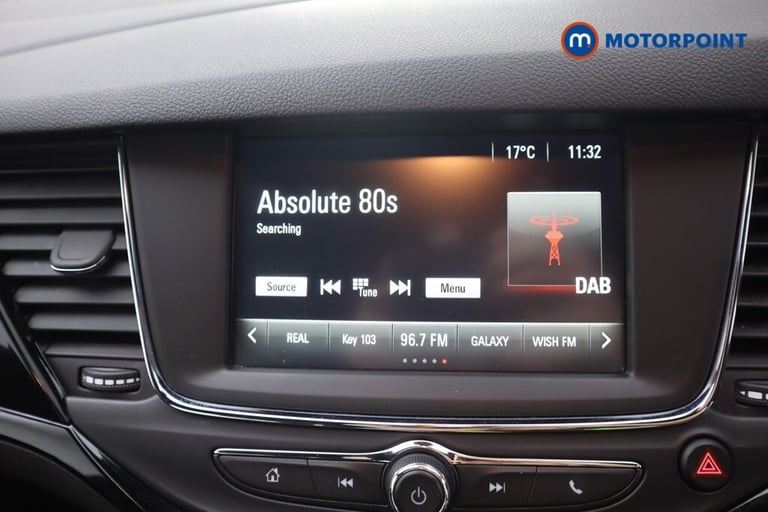 m MOTORPOINT
17°C 11:32
Absolute 80s
Searching
Source Tune Menu
DAB
REAL Key 103 96.7 FM GALAXY WISH FM